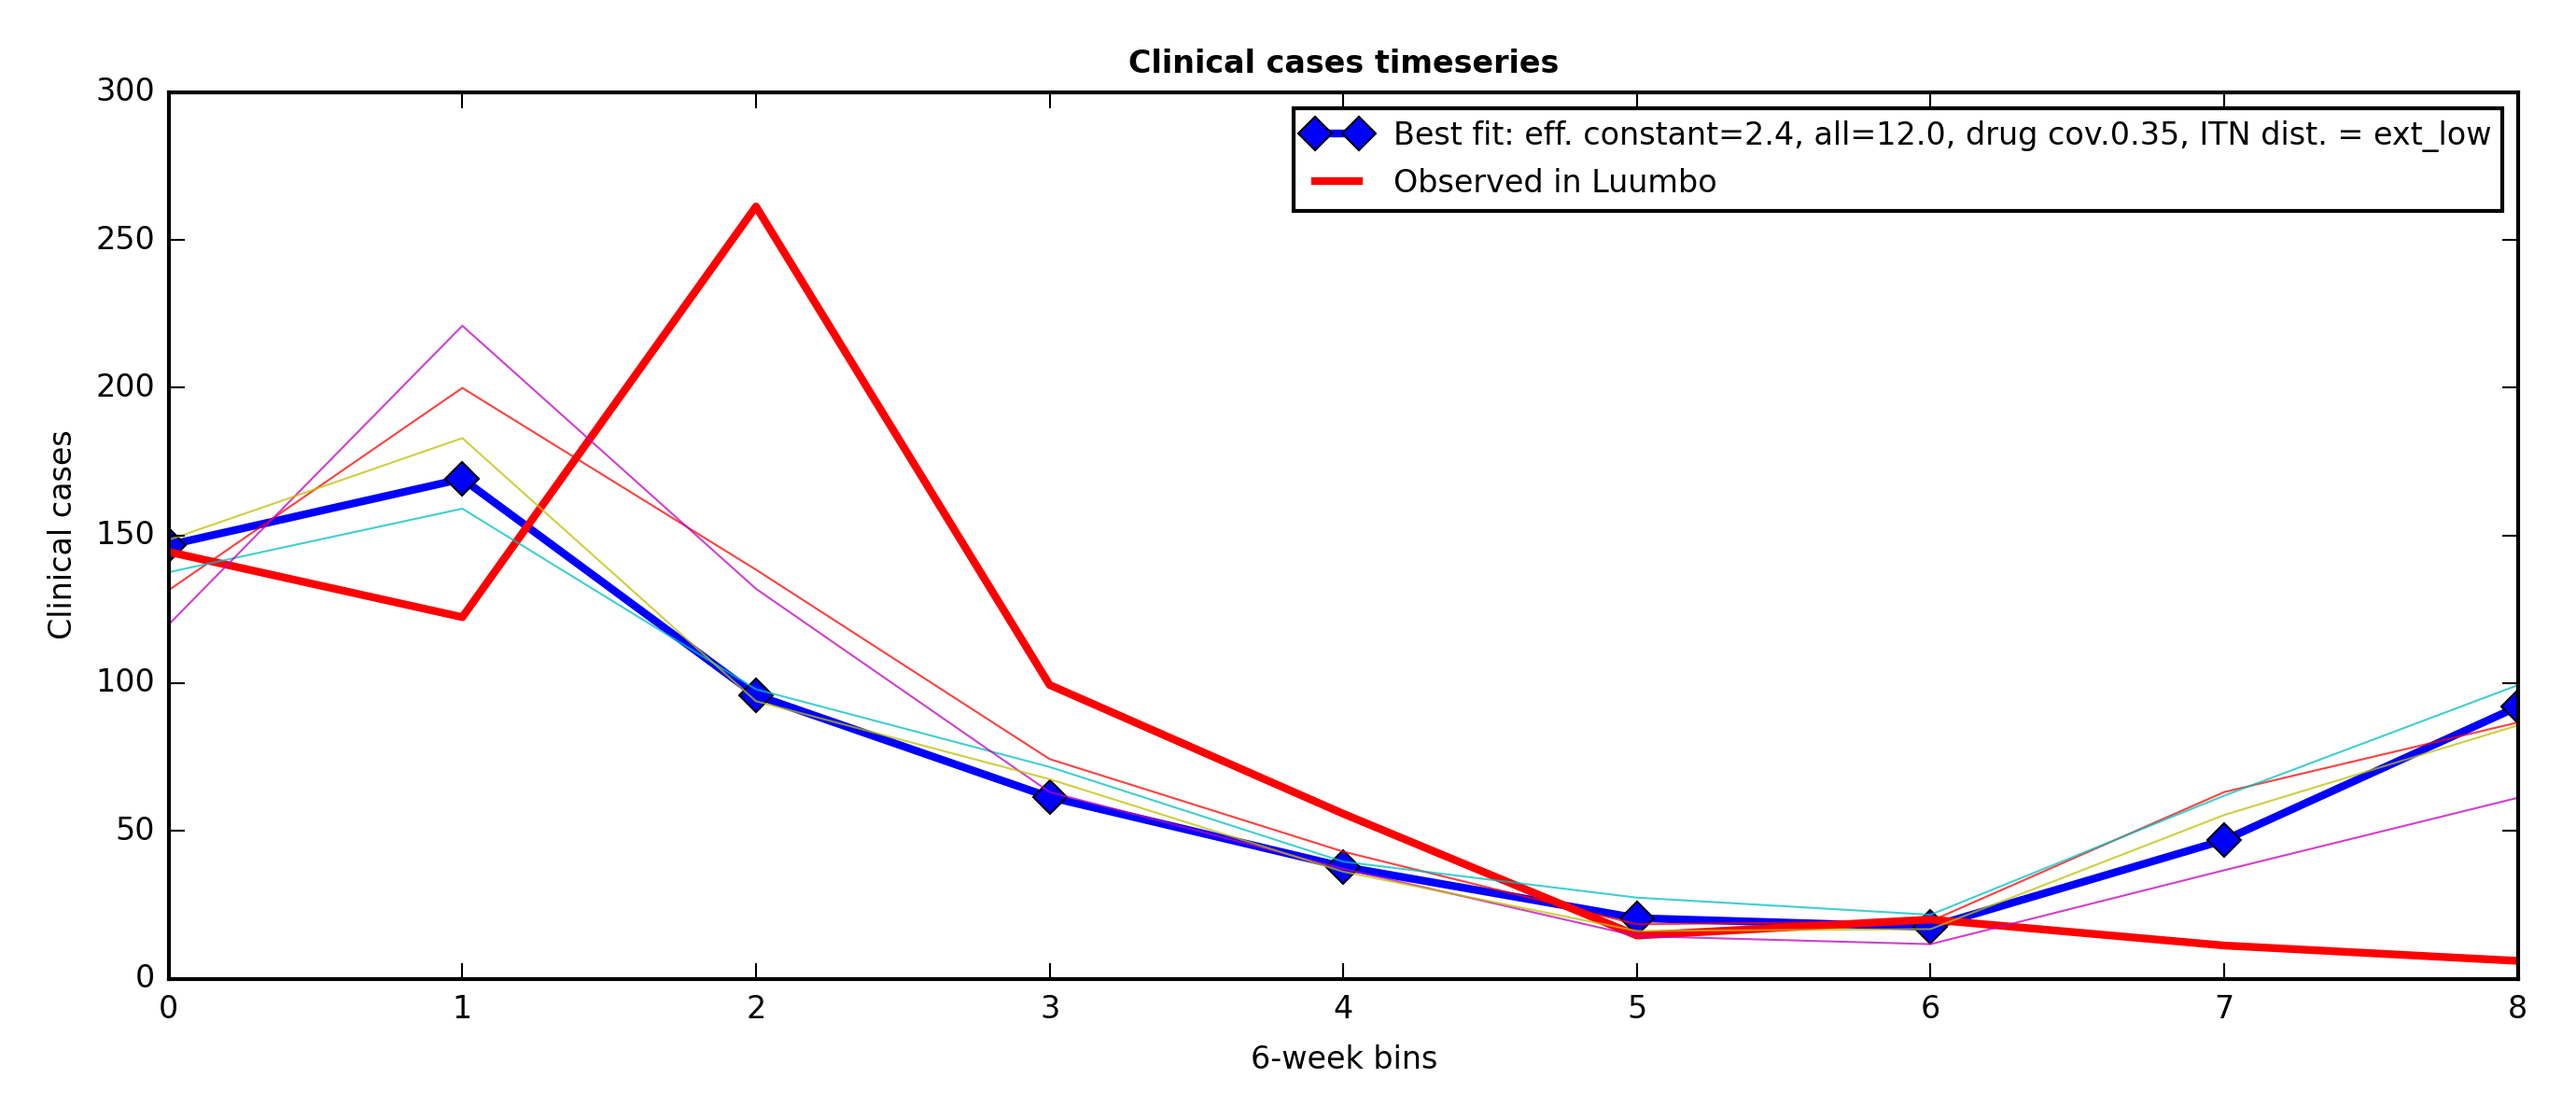 Clinical cases timeseries
300
250
200
150
100
50
0
Clinical cases
Best fit: eff. constant=2.4, all=12.0, drug cov.0.35, ITN dist. = ext_low
Observed in Luumbo
0 1 2 3 4 5 6 7 8
6-week bins